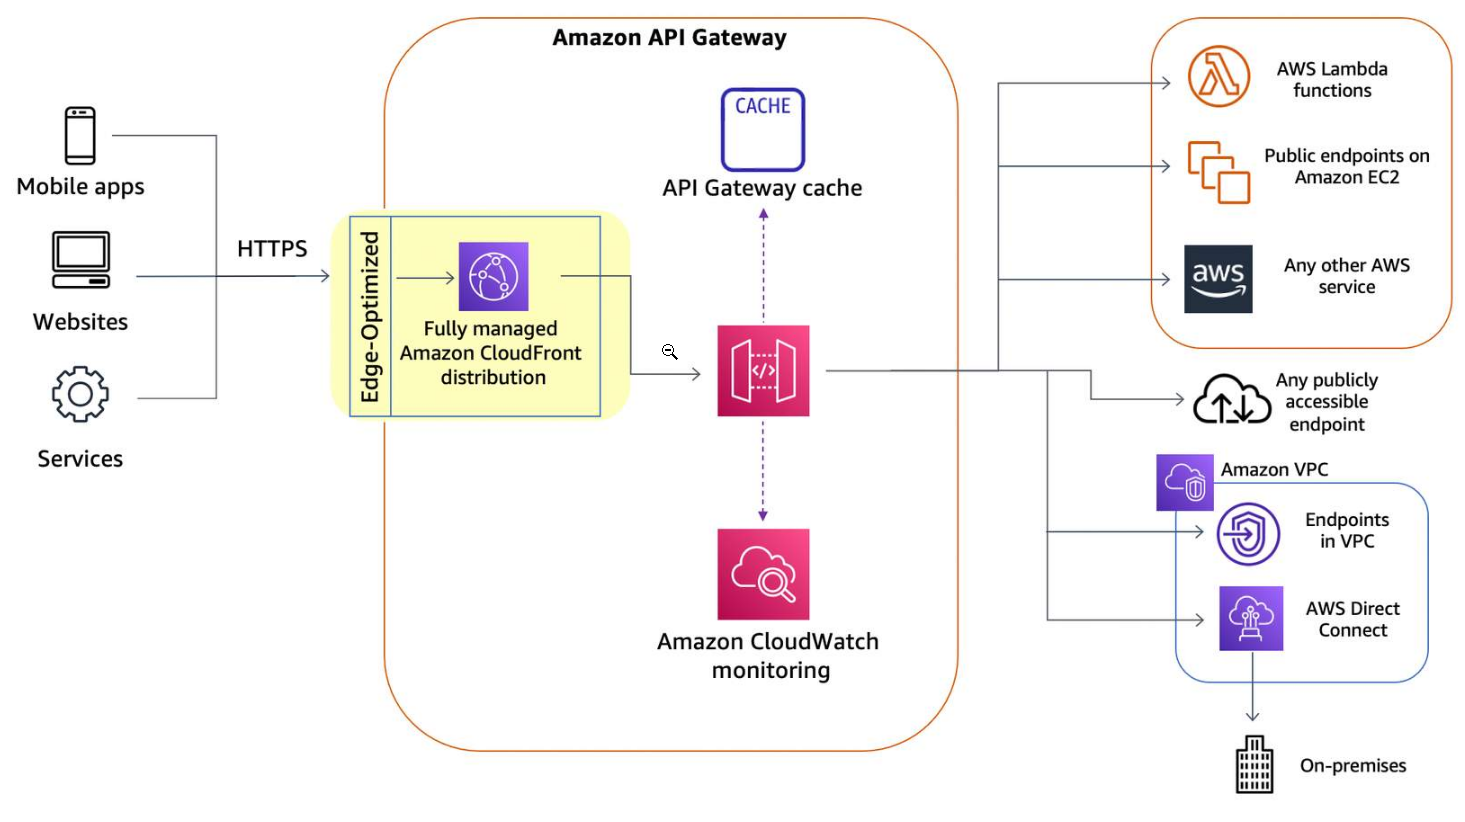 Amazon API Gateway
Mobile apps
Websites
Services
HTTPS
Edge-Optimized
Fully managed
Amazon CloudFront
distribution
CACHE
API Gateway cache
</>
Amazon CloudWatch
monitoring
AWS Lambda
functions
Public endpoints on
Amazon EC2
aws
Any other AWS
service
Any publicly
accessible
endpoint
Amazon VPC
Endpoints
in VPC
AWS Direct
Connect
On-premises